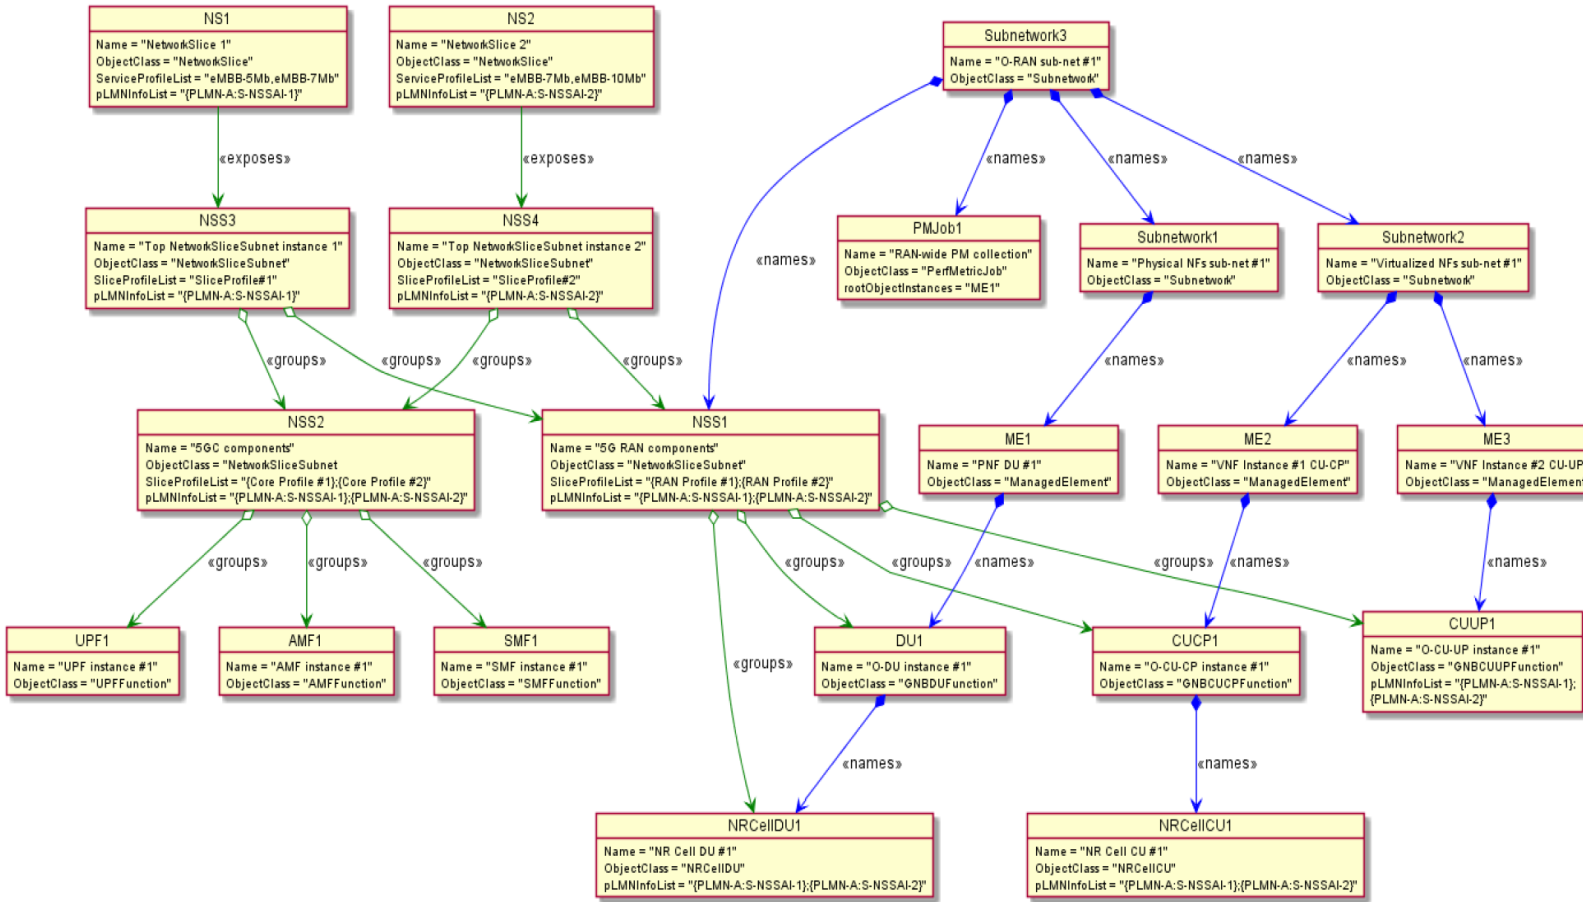 NS1
Name = "NetworkSlice 1"
ObjectClass = "NetworkSlice"
ServiceProfileList = "eMBB-5Mb,eMBB-7Mb"
pLMNInfoList = "{PLMN-A:S-NSSAI-1}"
NS2
Name = "NetworkSlice 2"
ObjectClass = "NetworkSlice"
ServiceProfileList = "eMBB-7Mb,eMBB-10Mb"
pLMNInfoList = "{PLMN-A:S-NSSAI-2}"
Subnetwork3
Name = "O-RAN sub-net #1"
ObjectClass = "Subnetwork"
«exposes»
«exposes»
«names»
«names»
«names»
NSS3
Name = "Top NetworkSliceSubnet instance 1"
ObjectClass = "NetworkSliceSubnet"
SliceProfileList = "SliceProfile#1"
pLMNInfoList = "{PLMN-A:S-NSSAI-1}"
NSS4
Name = "Top NetworkSliceSubnet instance 2"
ObjectClass = "NetworkSliceSubnet"
SliceProfileList = "SliceProfile#2"
pLMNInfoList = "{PLMN-A:S-NSSAI-2}"
«names»
PMJob1
Name = "RAN-wide PM collection"
ObjectClass = "PerfMetricJob"
rootObjectInstances = "ME1"
Subnetwork1
Name = "Physical NFs sub-net #1"
ObjectClass = "Subnetwork"
Subnetwork2
Name = "Virtualized NFs sub-net #1"
ObjectClass = "Subnetwork"
«groups»
«groups»
«groups»
«groups»
«names»
«names»
«names»
NSS2
Name = "5GC components"
ObjectClass = "NetworkSliceSubnet
SliceProfileList = "{Core Profile #1};{Core Profile #2}"
pLMNInfoList = "{PLMN-A:S-NSSAI-1};{PLMN-A:S-NSSAI-2}"
NSS1
Name = "5G RAN components"
ObjectClass = "NetworkSliceSubnet"
SliceProfileList = "{RAN Profile #1};{RAN Profile #2}"
pLMNInfoList = "{PLMN-A:S-NSSAI-1};{PLMN-A:S-NSSAI-2}"
ME1
Name = "PNF DU #1"
ObjectClass = "ManagedElement"
ME2
Name = "VNF Instance #1 CU-CP"
ObjectClass = "ManagedElement"
ME3
Name = "VNF Instance #2 CU-UP
ObjectClass = "ManagedElemen
«groups»
«groups»
«groups»
«groups»
«names»
«groups»
«names»
«groups»
«names»
UPF1
Name = "UPF instance #1"
ObjectClass = "UPFFunction"
AMF1
Name = "AMF instance #1"
ObjectClass = "AMFFunction"
SMF1
Name = "SMF instance #1"
ObjectClass = "SMFFunction"
«groups»
DU1
Name = "O-DU instance #1"
ObjectClass = "GNBDUFunction"
CUCP1
Name = "O-CU-CP instance #1"
ObjectClass = "GNBCUCPFunction"
CUUP1
Name = "O-CU-UP instance #1"
ObjectClass = "GNBCUUPFunction"
pLMNInfoList = "{PLMN-A:S-NSSAI-1};
{PLMN-A:S-NSSAI-2}"
«names»
«names»
NRCellDU1
Name = "NR Cell DU #1"
ObjectClass = "NRCellDU"
pLMNInfoList = "{PLMN-A:S-NSSAI-1};{PLMN-A:S-NSSAI-2}"
NRCellCU1
Name = "NR Cell CU #1"
ObjectClass = "NRCellCU"
pLMNInfoList = "{PLMN-A:S-NSSAI-1};{PLMN-A:S-NSSAI-2}"